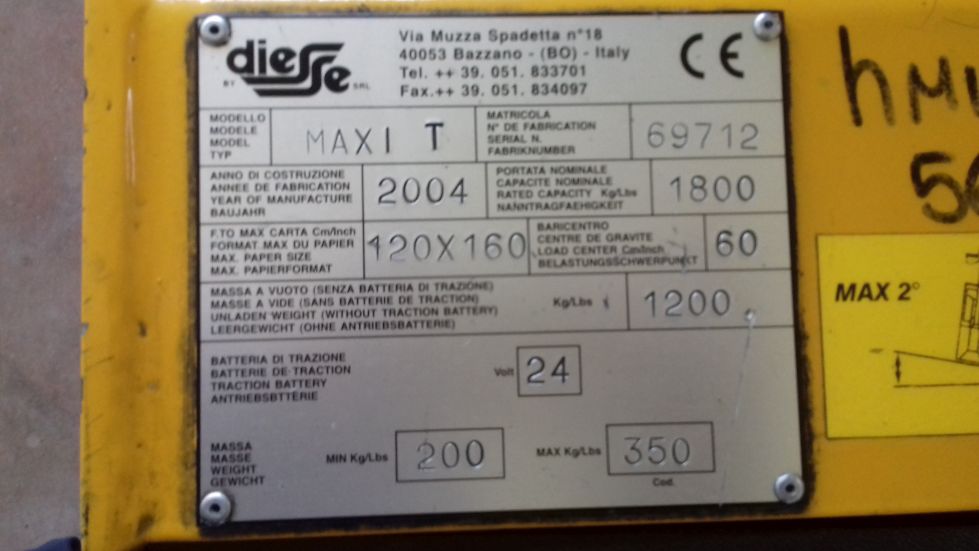 diesse
BY SRL
Via Muzza Spadetta n°18
40053 Bazzano - (BO) - Italy
Tel. ++ 39. 051. 833701
Fax.++ 39. 051. 834097
CE
MODELLO
MODELE
MODEL
TYP
MAXI T
MATRICOLA
N° DE FABRICATION
SERIAL N.
FABRIKNUMBER
69712
ANNO DI COSTRUZIONE
ANNEE DE FABRICATION
YEAR OF MANUFACTURE
BAUJAHR
2004
PORTATA NOMINALE
CAPACITE NOMINALE
RATED CAPACITY Kg/Lbs
NANNTRAGFAEHIGKEIT
1800
F.TO MAX CARTA Cm/Inch
FORMAT MAX DU PAPIER
MAX. PAPER SIZE
MAX. PAPIERFORMAT
120X160
BARICENTRO
CENTRE DE GRAVITE
LOAD CENTER Cm/Inch
BELASTUNGSSCHWERPUNKT
60
MASSA A VUOTO (SENZA BATTERIA DI TRAZIONE)
MASSE A VIDE (SANS BATTERIE DE TRACTION)
UNLADEN WEIGHT (WITHOUT TRACTION BATTERY)
LEERGEWICHT (OHNE ANTRIEBSBATTERIE)
Kg/Lbs
1200
BATTERIA DI TRAZIONE
BATTERIE DE TRACTION
TRACTION BATTERY
ANTRIEBSBTTERIE
Volt 24
MASSA
MASSE
WEIGHT
GEWICHT
MIN Kg/Lbs 200
MAX Kg/Lbs 350
Cod.
MAX 2°